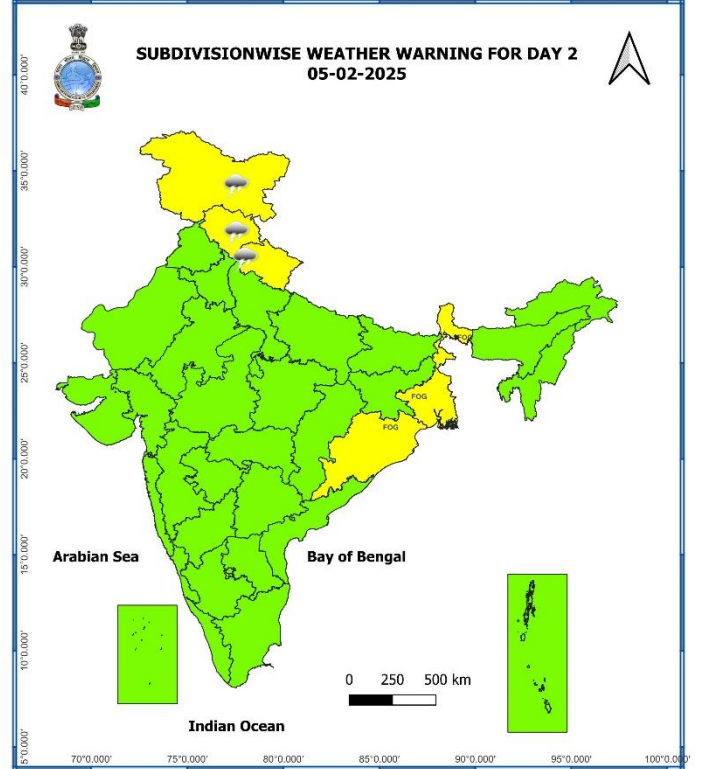 SUBDIVISIONWISE WEATHER WARNING FOR DAY 2
05-02-2025
40°0.000'
35°0.000'
30°0.000'
25°0.000'
20°0.000'
15°0.000'
10°0.000'
5°0.000'
FOG
FOG
FOG
Arabian Sea
Bay of Bengal
0 250 500 km
Indian Ocean
70°0.000' 75°0.000' 80°0.000' 85°0.000' 90°0.000' 95°0.000' 100°0.000'